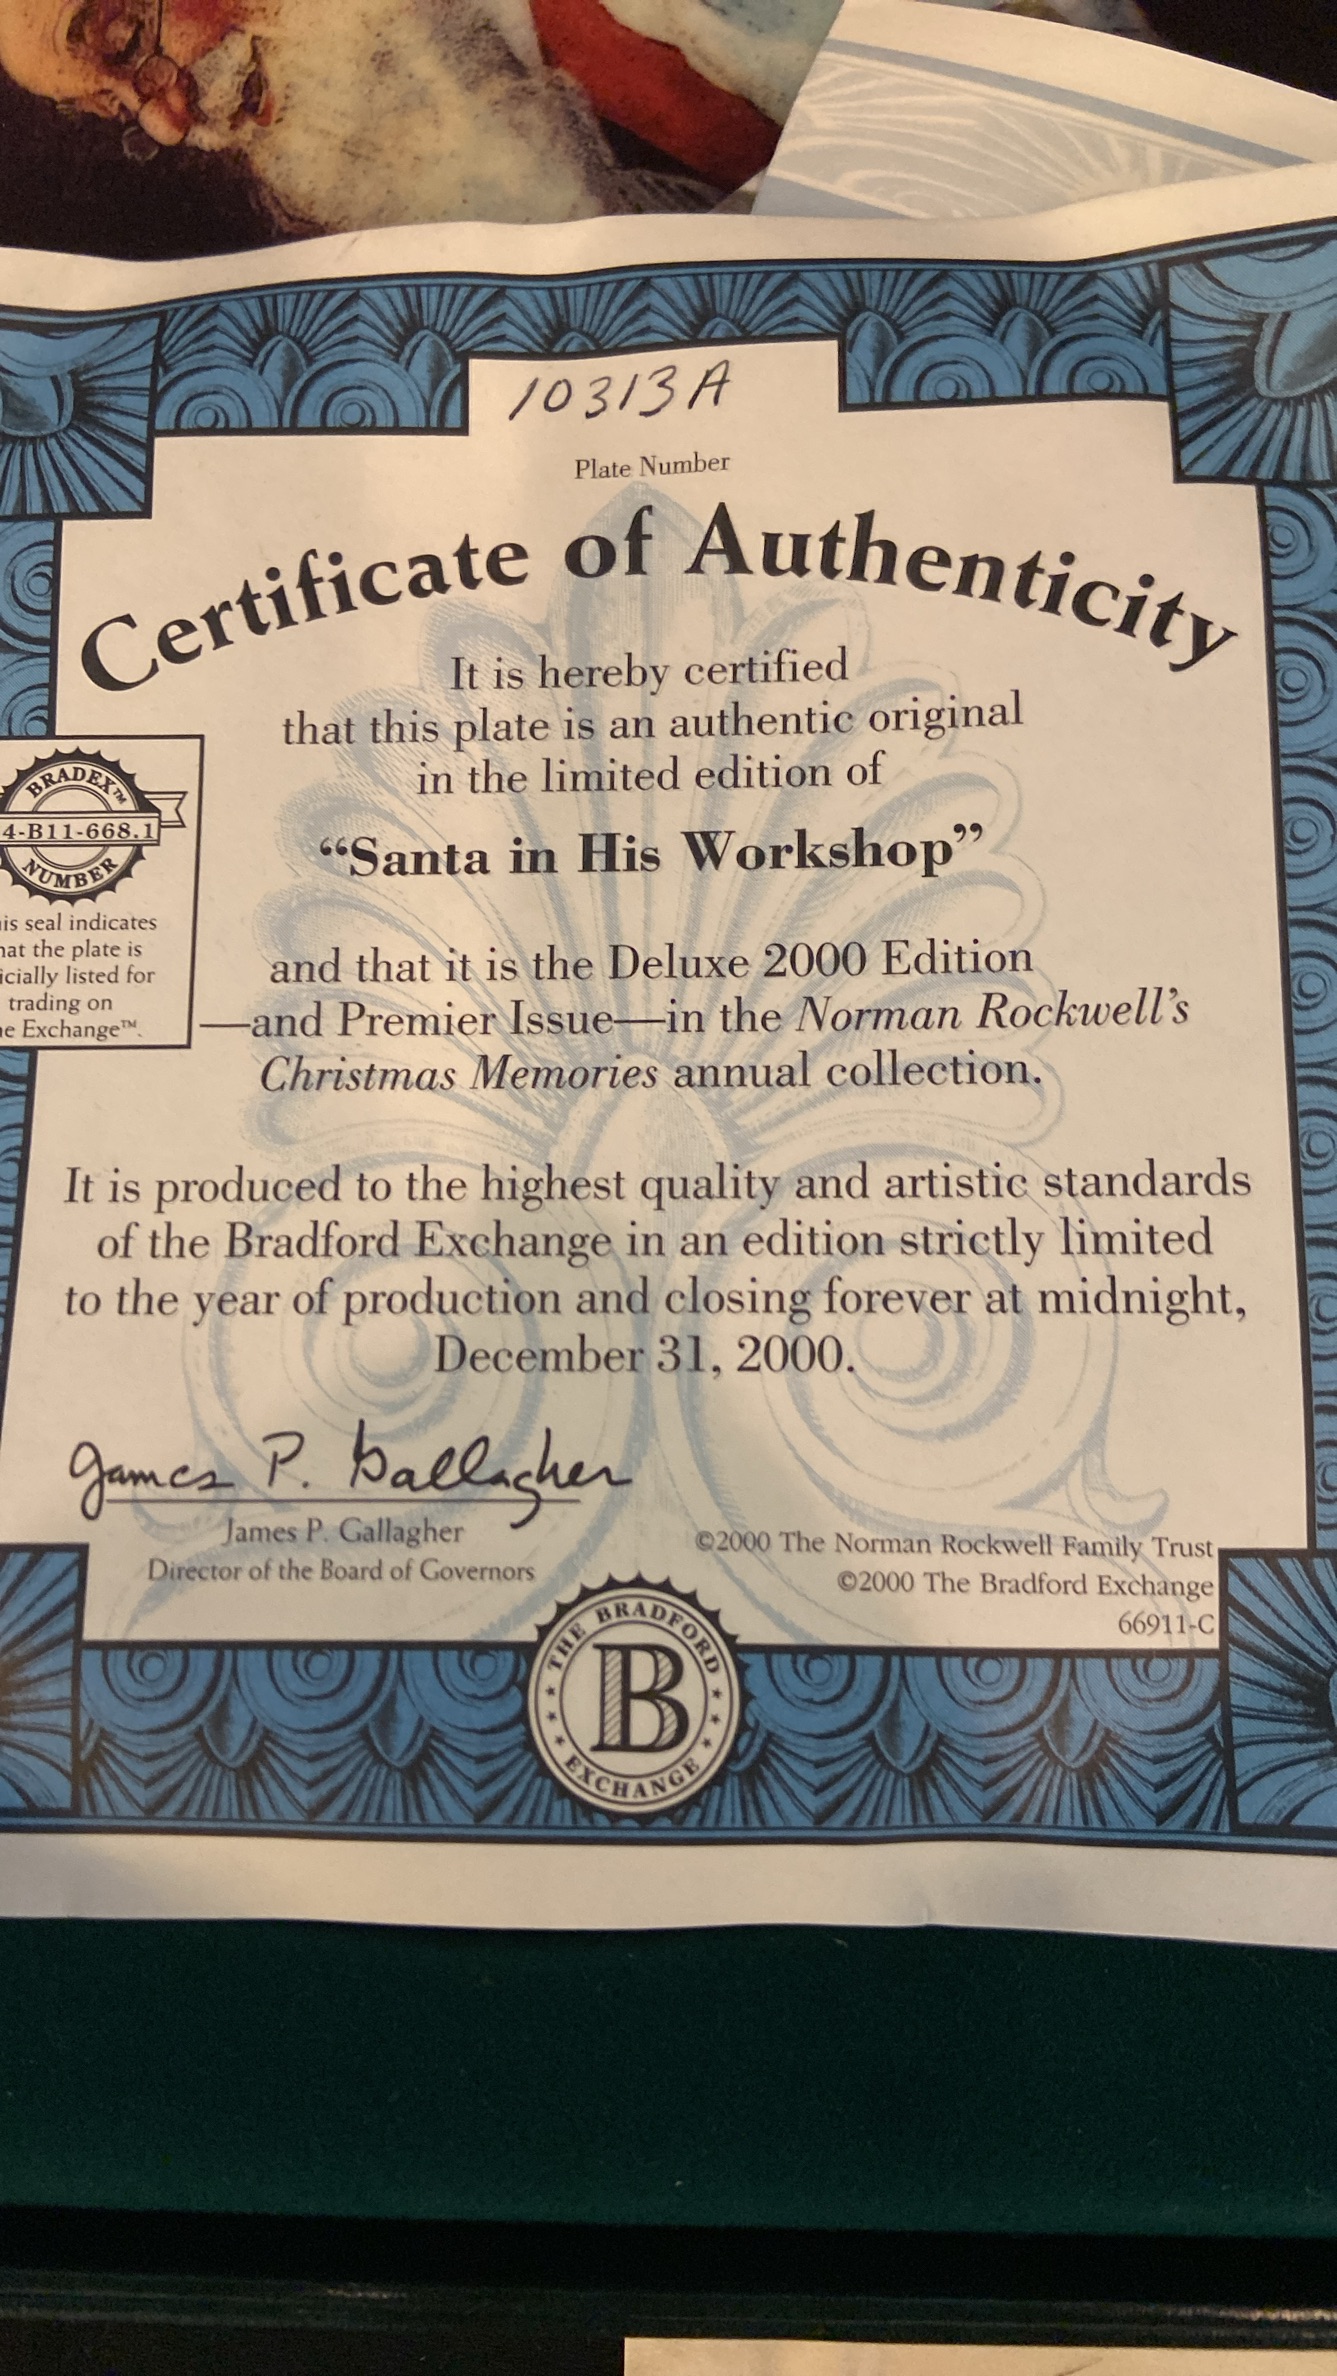 10313A
Plate Number
Certificate of Authenticity
It is hereby certified
that this plate is an authentic original
in the limited edition of
“Santa in His Workshop”
and that it is the Deluxe 2000 Edition
—and Premier Issue—in the Norman Rockwell’s
Christmas Memories annual collection.
It is produced to the highest quality and artistic standards
of the Bradford Exchange in an edition strictly limited
to the year of production and closing forever at midnight,
December 31, 2000.
BRADEX™
4-B11-668.1
NUMBER
seal indicates
the plate is
listed for
trading on
Exchange™.
James P. Gallagher
James P. Gallagher
Director of the Board of Governors
©2000 The Norman Rockwell Family Trust
©2000 The Bradford Exchange
66911-C
THE BRADFORD
B
EXCHANGE